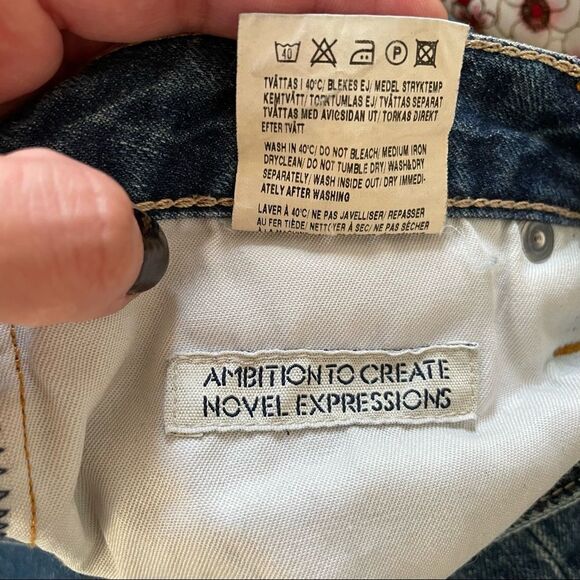 40 P
TVÄTTAS I 40°C/ BLEKES EJ/ MEDEL STRYKTEMP
KEMTVÄTT/ TORKTUMLAS EJ/ TVÄTTAS SEPARAT
TVÄTTAS MED AVIGSIDAN UT/ TORKAS DIREKT
EFTER TVÄTT
WASH IN 40°C/ DO NOT BLEACH/ MEDIUM IRON
DRYCLEAN/ DO NOT TUMBLE DRY/ WASH&DRY
SEPARATELY/ WASH INSIDE OUT/ DRY IMMEDI-
ATELY AFTER WASHING
LAVER À 40°C/ NE PAS JAVELLISER/ REPASSER
AU FER TIÈDE/ NETTOYER À SEC/ NE PAS SÉCHER
AMBITION TO CREATE
NOVEL EXPRESSIONS